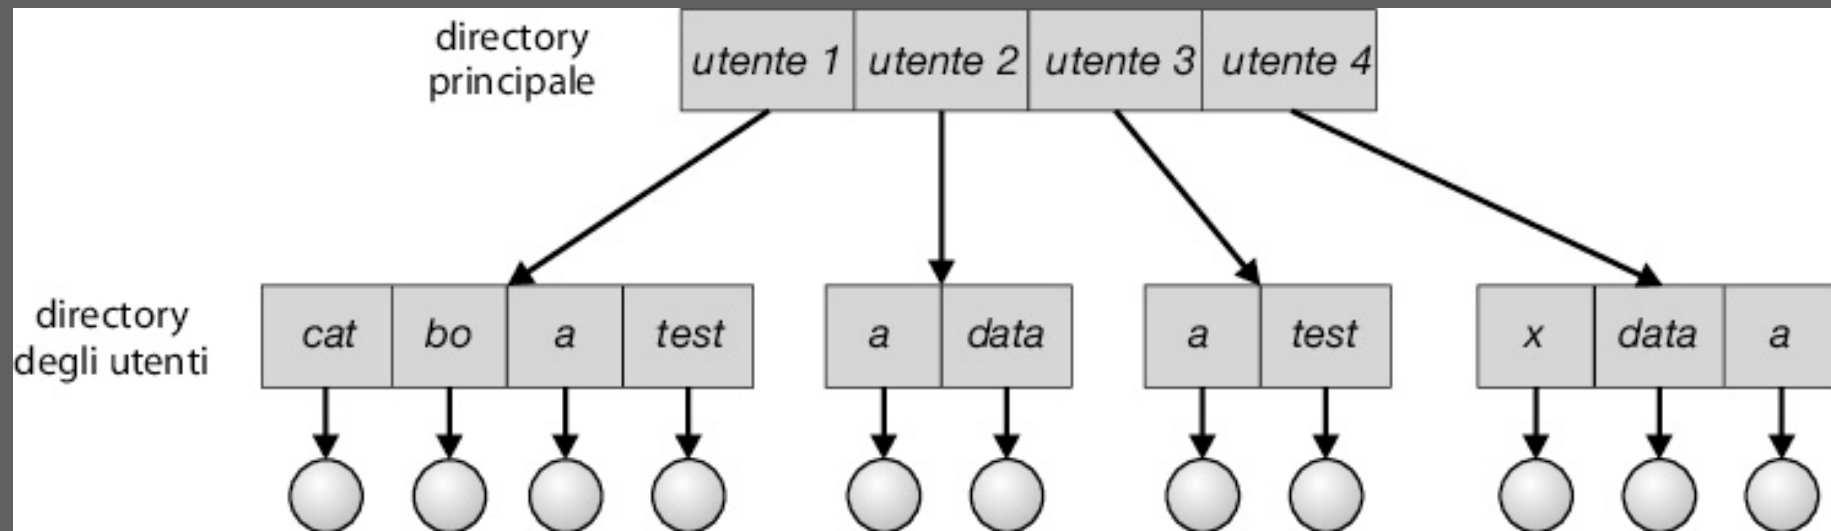 directory
principale
utente 1 utente 2 utente 3 utente 4
directory
degli utenti
cat bo a test a data a test x data a